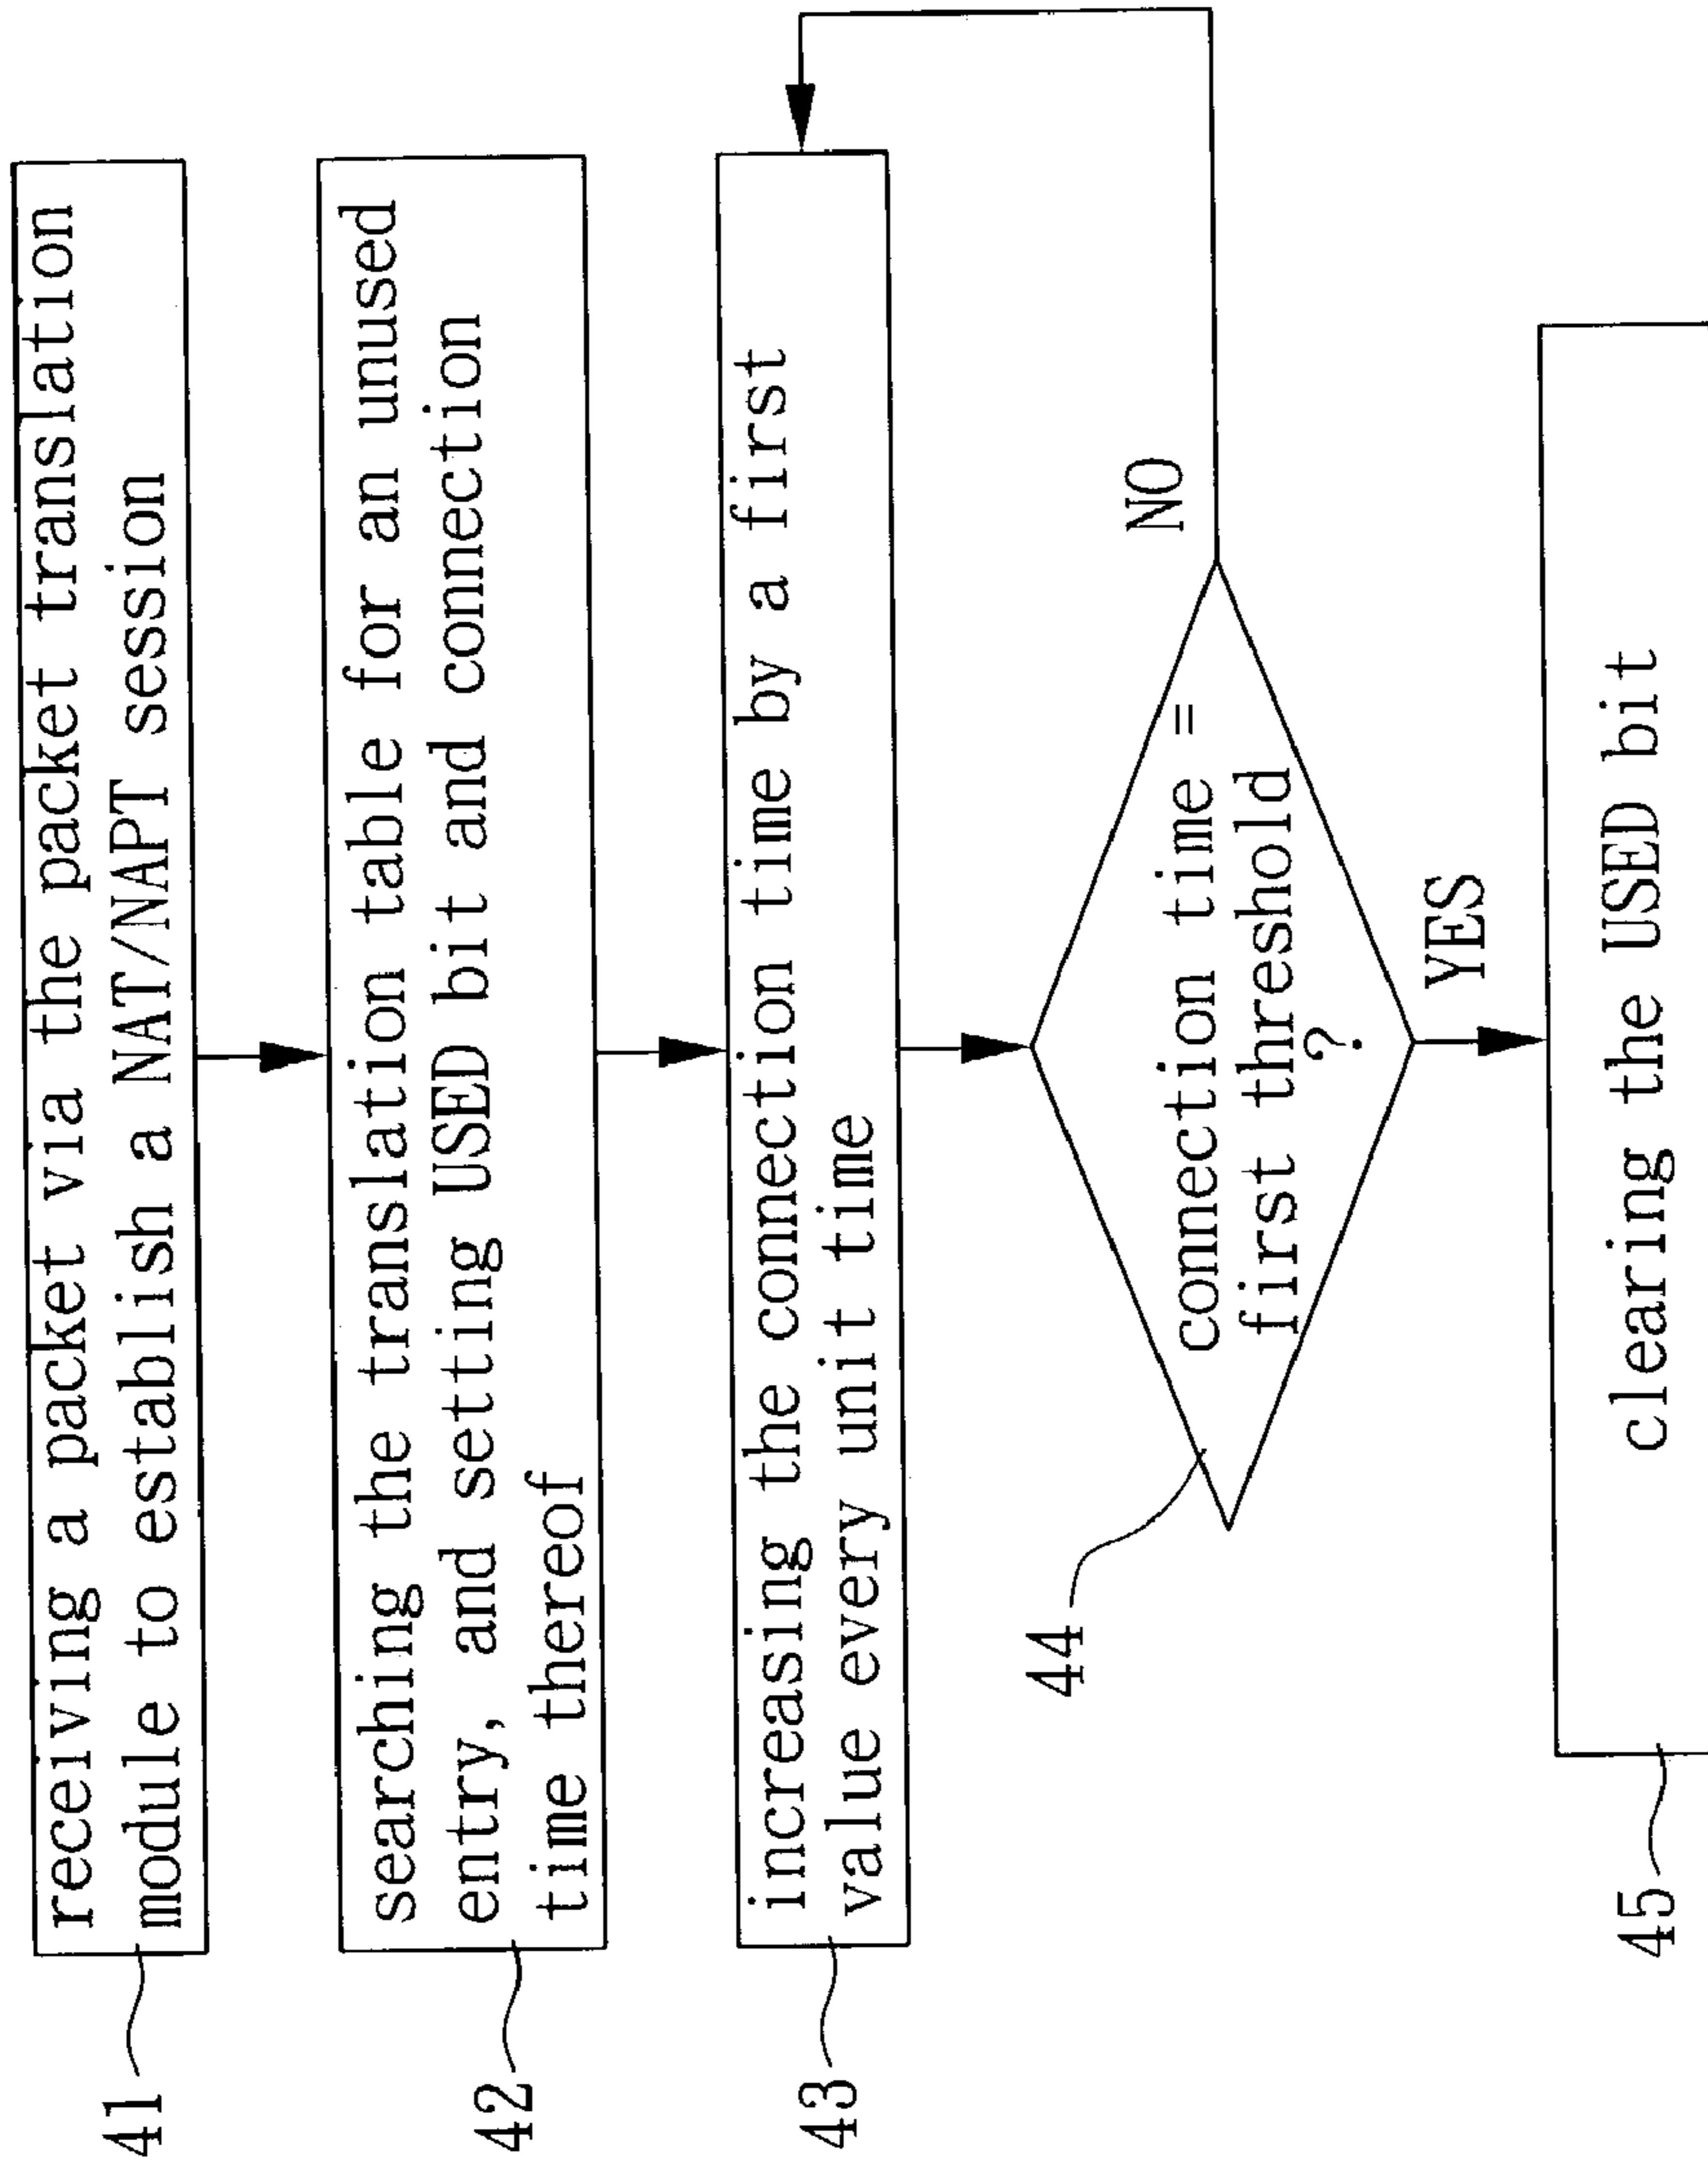 41
receiving a packet via the packet translation
module to establish a NAT/NAPT session
42
searching the translation table for an unused
entry, and setting USED bit and connection
time thereof
43
increasing the connection time by a first
value every unit time
44
connection time =
first threshold
?
NO
YES
45
clearing the USED bit